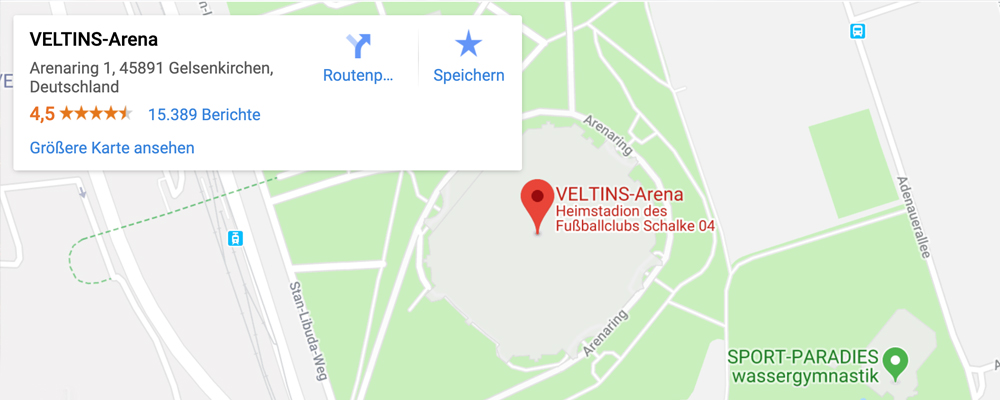 VELTINS-Arena
Arenaring 1, 45891 Gelsenkirchen,
Deutschland
4,5
15.389 Berichte
Größere Karte ansehen
Routenp...
Speichern
Arenaring
VELTINS-Arena
Heimstadion des
Fußballclubs Schalke 04
Adenauerallee
Stan-Libuda-Weg
Arenaring
SPORT-PARADIES
wassergymnastik